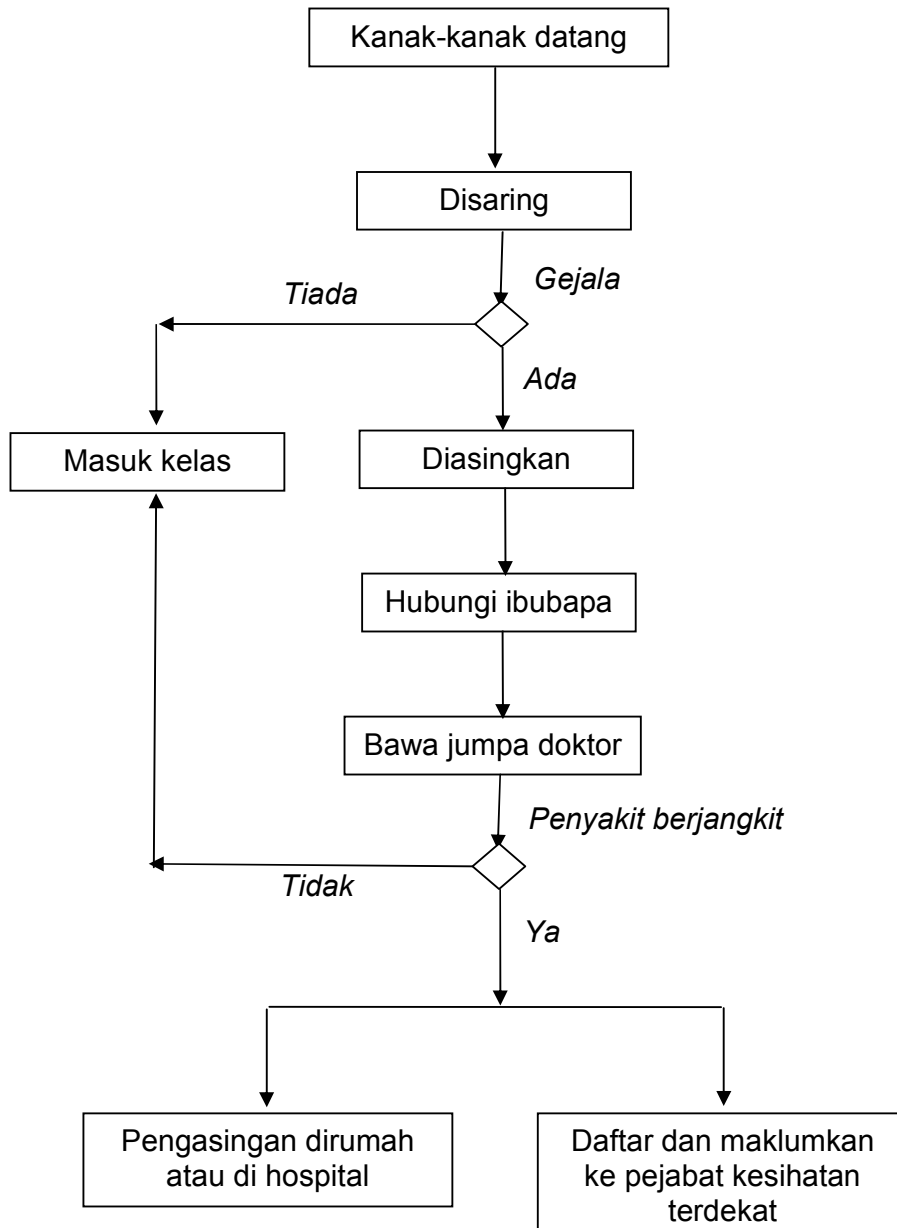 Kanak-kanak datang
Disaring
Gejala
Tiada
Ada
Masuk kelas
Diasingkan
Hubungi ibubapa
Bawa jumpa doktor
Penyakit berjangkit
Tidak
Ya
Pengasingan dirumah
atau di hospital
Daftar dan maklumkan
ke pejabat kesihatan
terdekat